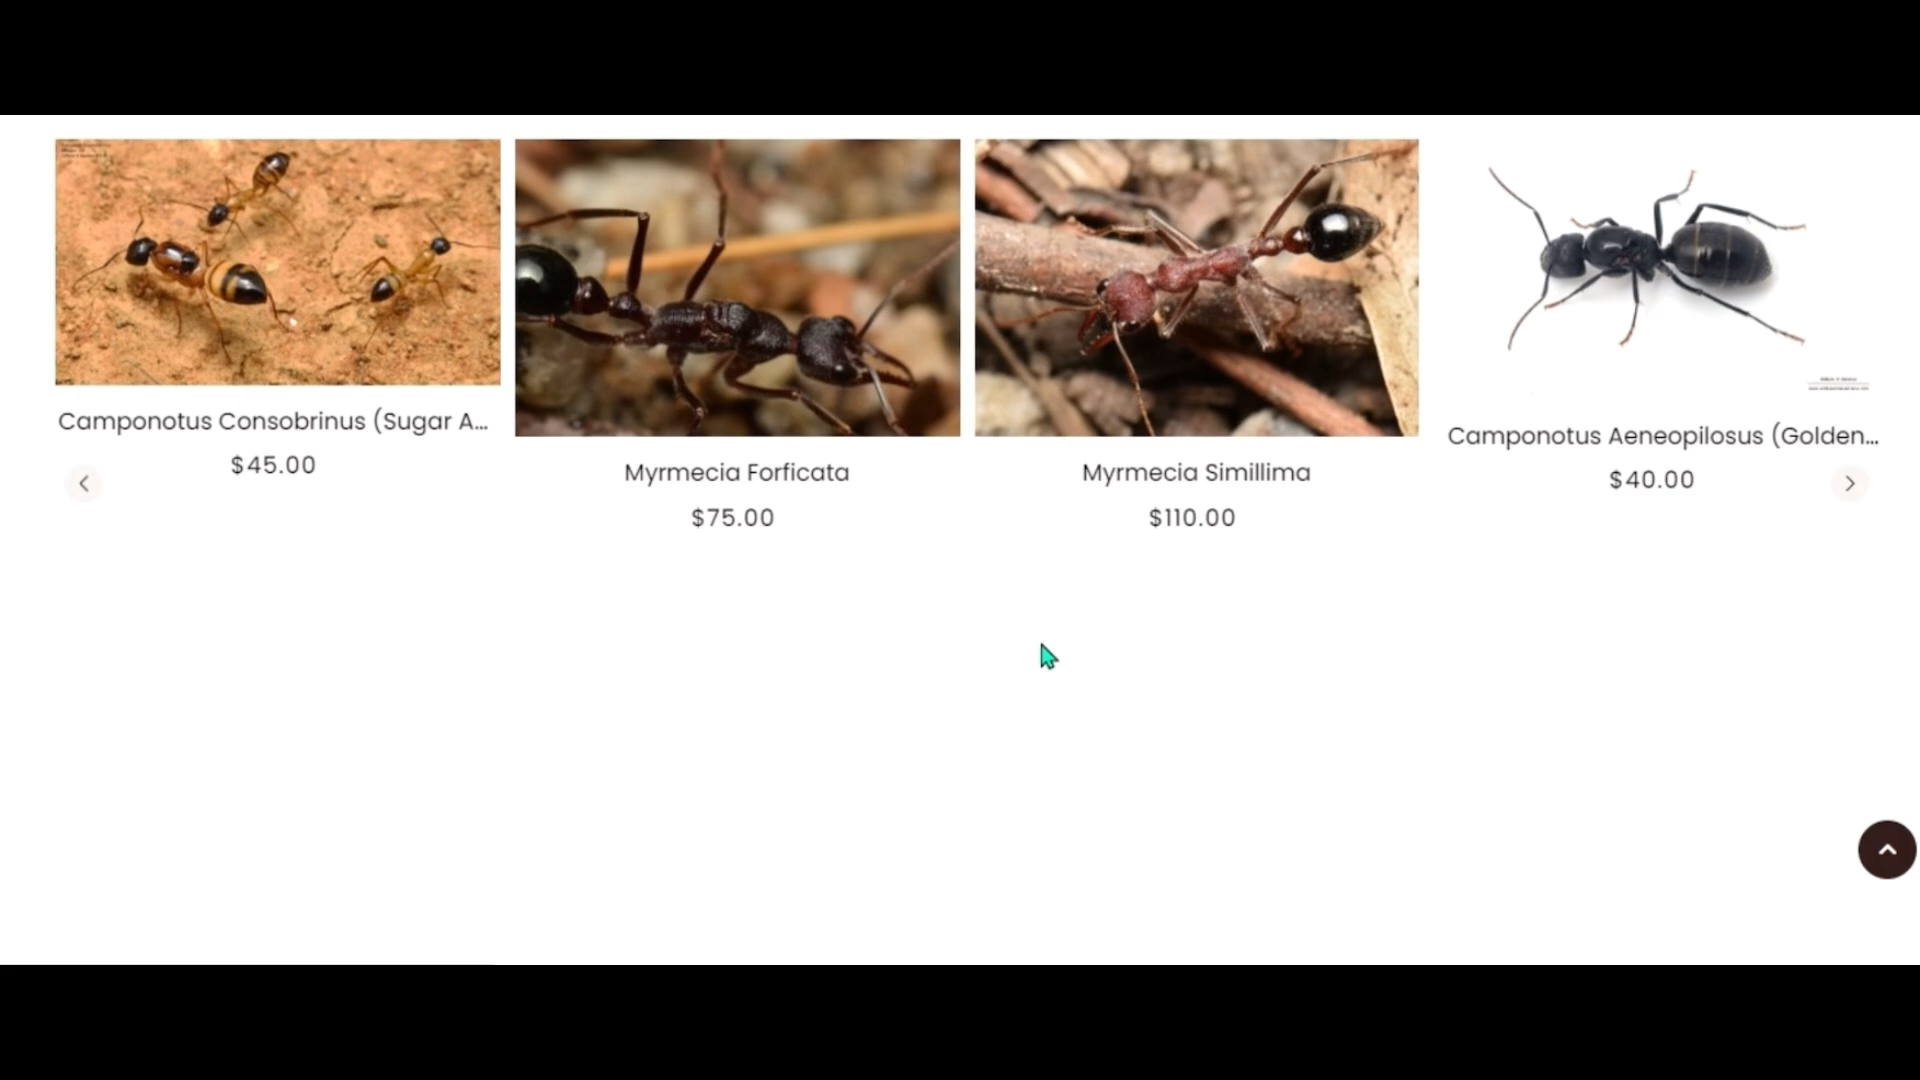 Camponotus Consobrinus (Sugar A...
$45.00
Myrmecia Forficata
$75.00
Myrmecia Simillima
$110.00
Camponotus Aeneopilosus (Golden...
$40.00